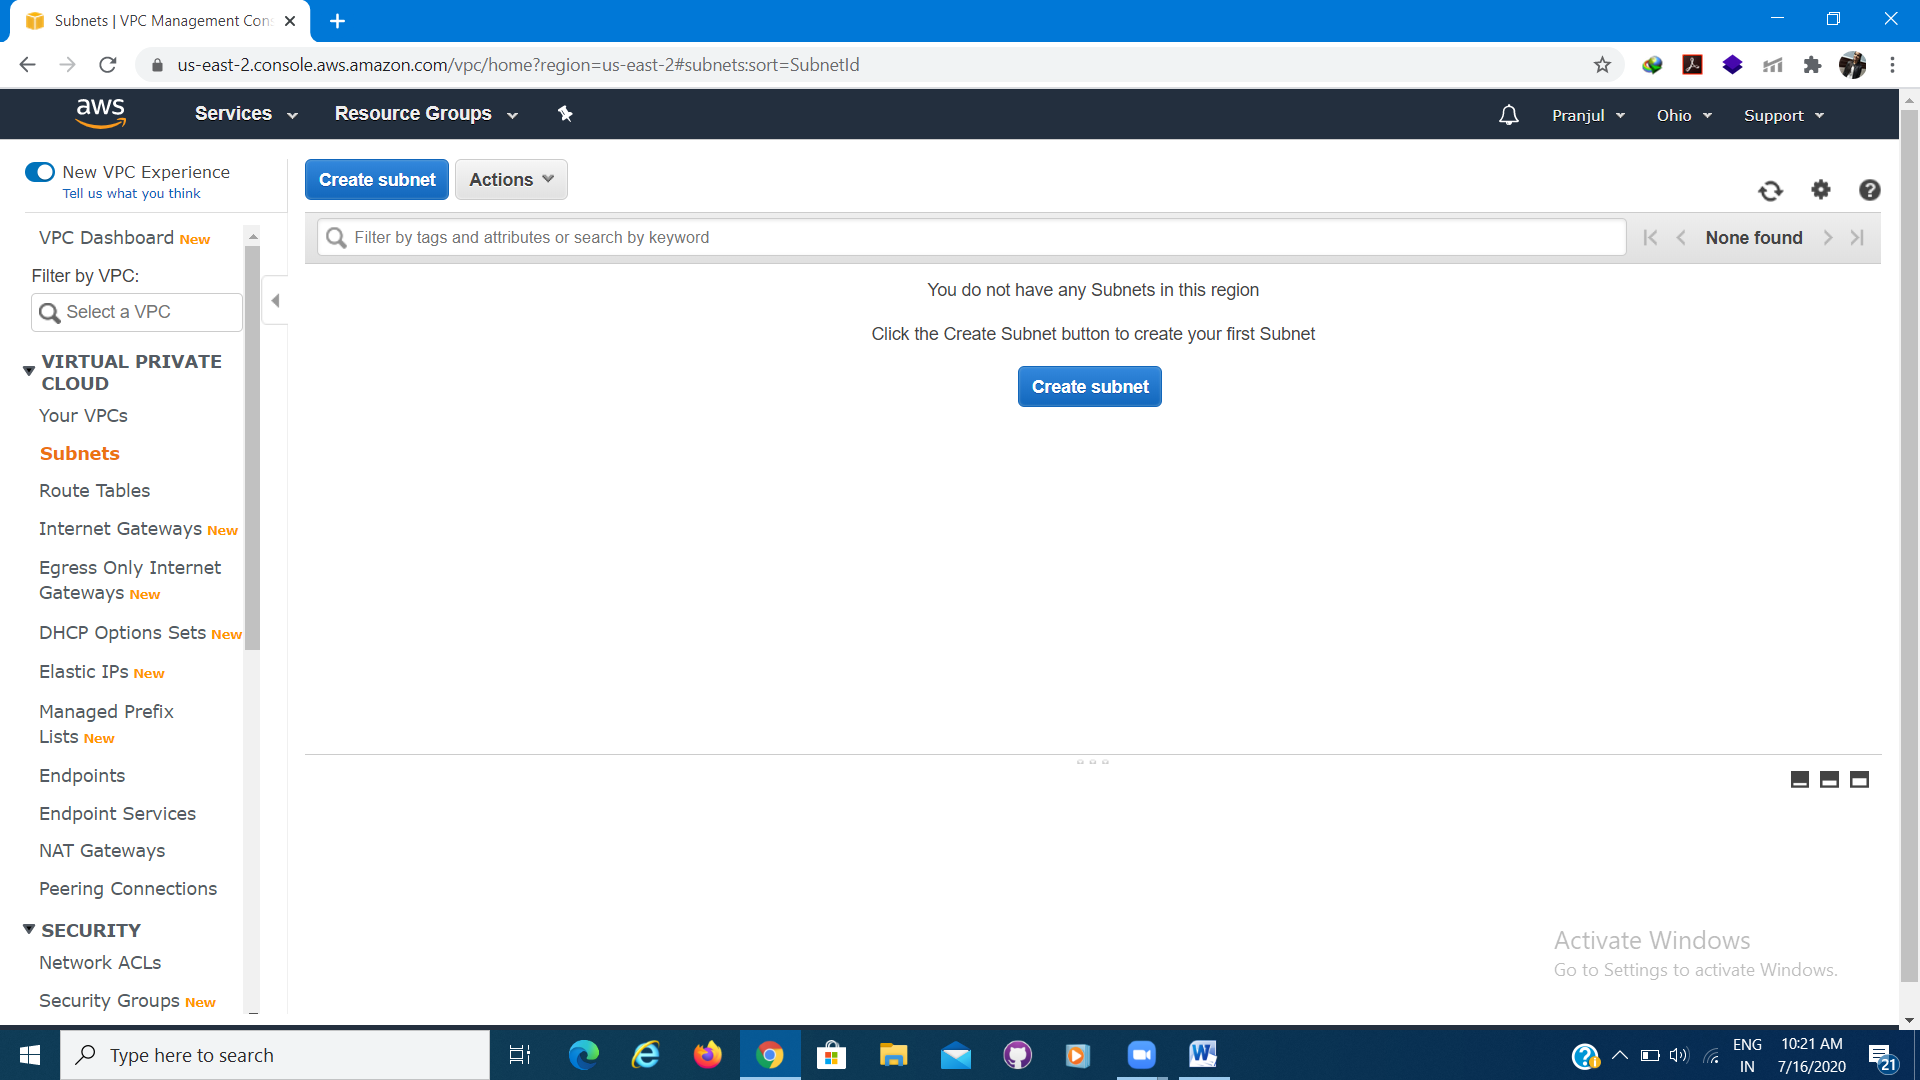 Subnets | VPC Management Con
us-east-2.console.aws.amazon.com/vpc/home?region=us-east-2#subnets:sort=SubnetId
aws
Services
Resource Groups
Pranjul
Ohio
Support
New VPC Experience
Tell us what you think
Create subnet
Actions
VPC Dashboard New
Filter by tags and attributes or search by keyword
None found
Filter by VPC:
Select a VPC
You do not have any Subnets in this region
Click the Create Subnet button to create your first Subnet
Create subnet
VIRTUAL PRIVATE
CLOUD
Your VPCs
Subnets
Route Tables
Internet Gateways New
Egress Only Internet
Gateways New
DHCP Options Sets New
Elastic IPs New
Managed Prefix
Lists New
Endpoints
Endpoint Services
NAT Gateways
Peering Connections
SECURITY
Network ACLs
Security Groups New
Activate Windows
Go to Settings to activate Windows.
Type here to search
ENG
IN
10:21 AM
7/16/2020
21